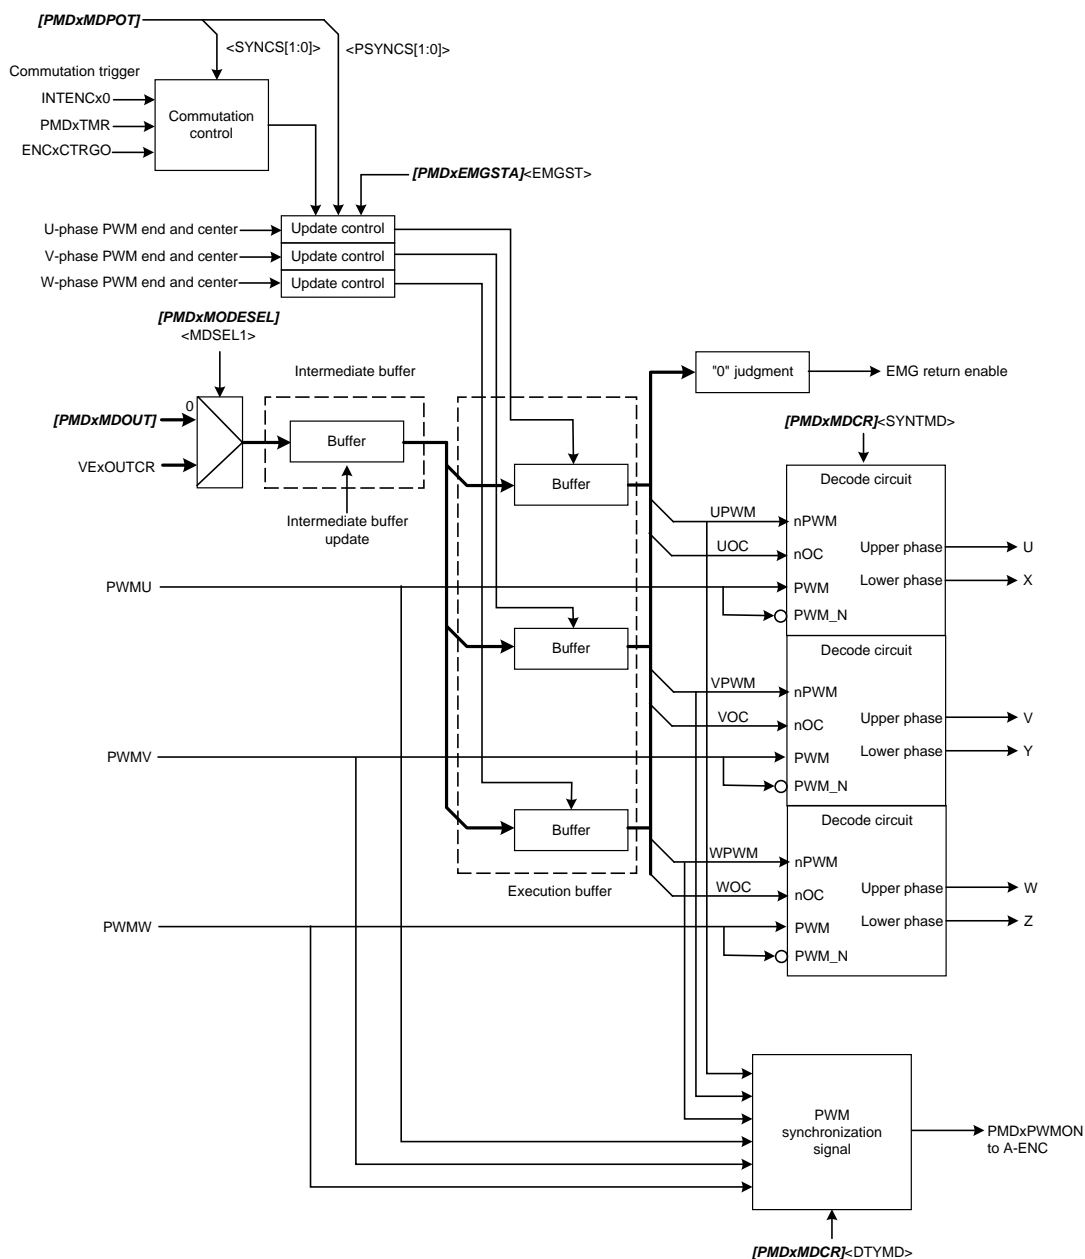 [PMDxMDPOT]
<SYNCS[1:0]>
<PSYNCS[1:0]>
Commutation trigger
INTENCx0
PMDxTMR
ENCxCTRGO
Commutation
control
[PMDxEMGSTA]<EMGST>
U-phase PWM end and center
Update control
V-phase PWM end and center
Update control
W-phase PWM end and center
Update control
[PMDxMODESEL]
<MDSEL1>
Intermediate buffer
"0" judgment
EMG return enable
0
[PMDxMDOUT]
[PMDxMDCR]<SYNTMD>
Buffer
VExOUTCR
Buffer
Decode circuit
Intermediate buffer
update
UPWM
nPWM
UOC
nOC
Upper phase
U
PWMU
PWM
Lower phase
X
PWM_N
Buffer
Decode circuit
VPWM
nPWM
VOC
nOC
Upper phase
V
PWMV
PWM
Lower phase
Y
PWM_N
Buffer
Decode circuit
WPWM
nPWM
Execution buffer
WOC
nOC
Upper phase
W
PWMW
PWM
Lower phase
Z
PWM_N
PWM
synchronization
signal
PMDxPWMON
to A-ENC
[PMDxMDCR]<DTYMD>